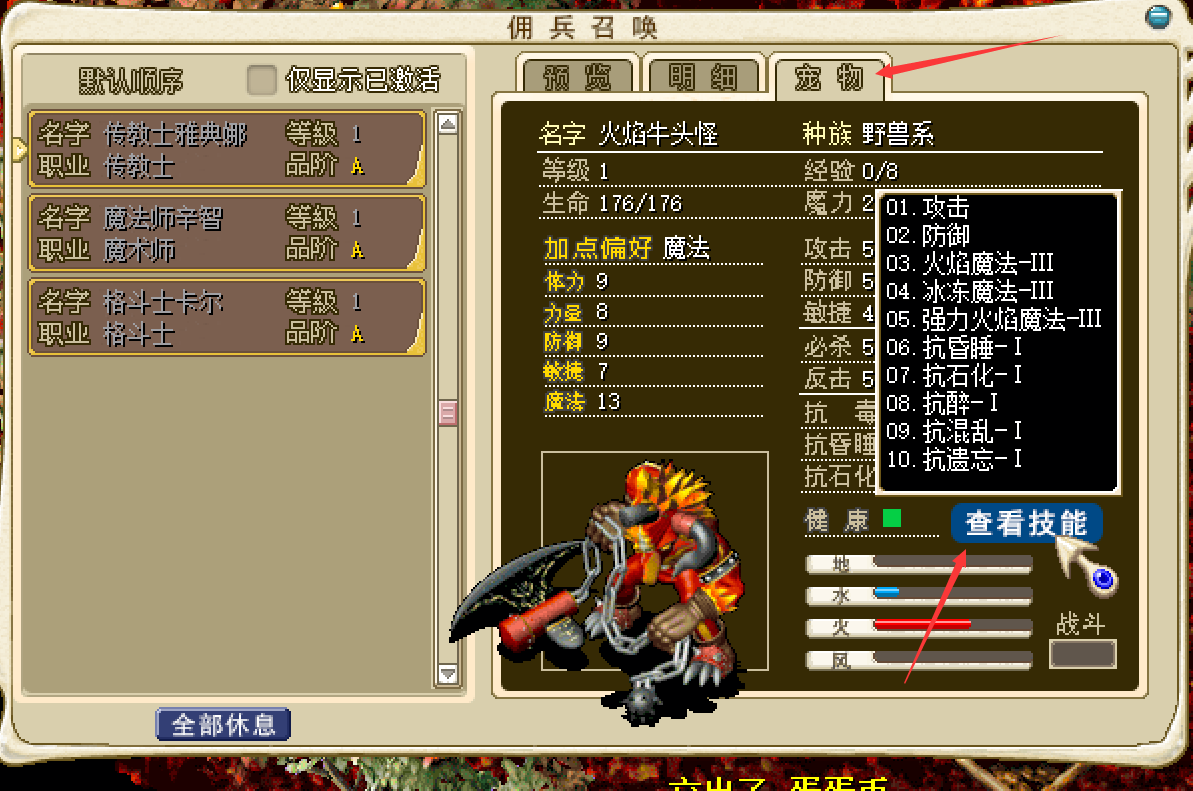 佣兵召唤
默认顺序 仅显示已激活
名字 传教士雅典娜 等级 1
职业 传教士 品阶 A
名字 魔法师辛智 等级 1
职业 魔术师 品阶 A
名字 格斗士卡尔 等级 1
职业 格斗士 品阶 A
全部休息
预览 明细 宠物
名字 火焰牛头怪 种族 野兽系
等级 1 经验 0/8
生命 176/176 魔力 2
加点偏好 魔法
体力 9
力量 8
防御 9
敏捷 7
魔法 13
攻击 5
防御 5
敏捷 4
必杀 5
反击 5
抗 毒
抗昏睡
抗石化
01.攻击
02.防御
03.火焰魔法-III
04.冰冻魔法-III
05.强力火焰魔法-III
06.抗昏睡-I
07.抗石化-I
08.抗醉-I
09.抗混乱-I
10.抗遗忘-I
健康 查看技能
地
水
火
风
战斗